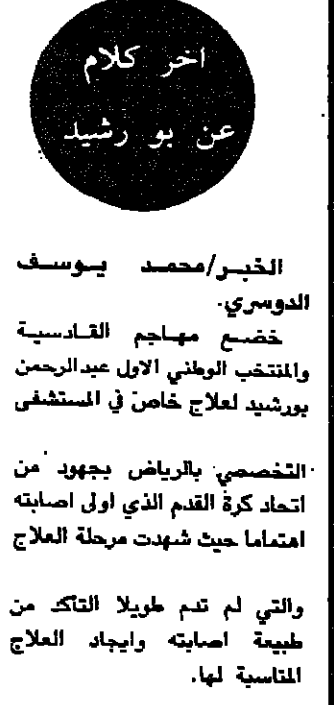 اخر كلام
عن بو رشيد
الخبر/محمد يوسف
الدوسري.
خضع مهاجم القادسية
والمنتخب الوطني الاول عبدالرحمن
بورشيد لعلاج خاص في المستشفى
التخصصي بالرياض بجهود من
اتحاد كرة القدم الذي اولى اصابته
اهتماما حيث شهدت مرحلة العلاج
والتي لم تدم طويلا التأكد من
طبيعة اصابته وايجاد العلاج
المناسبة لها.